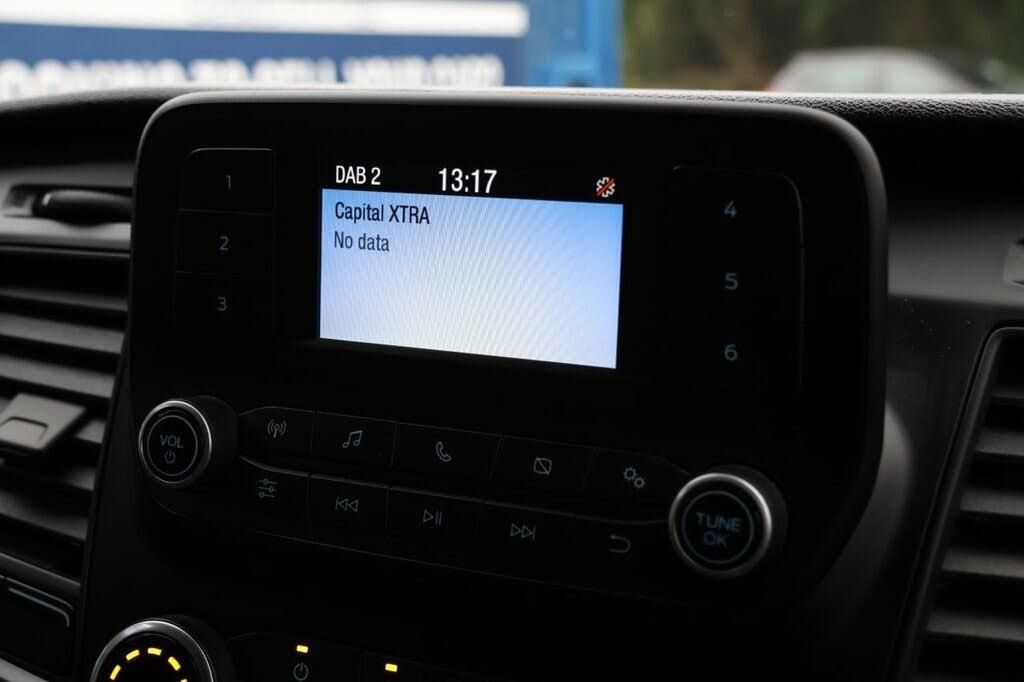 DAB 2 13:17
Capital XTRA
No data
1
2
3
4
5
6
VOL
TUNE
OK